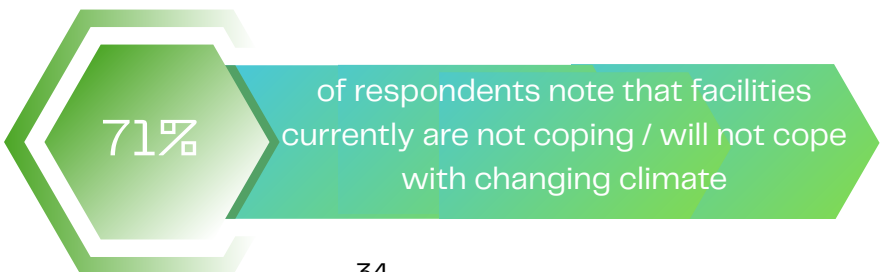 71%
of respondents note that facilities
currently are not coping / will not cope
with changing climate
34